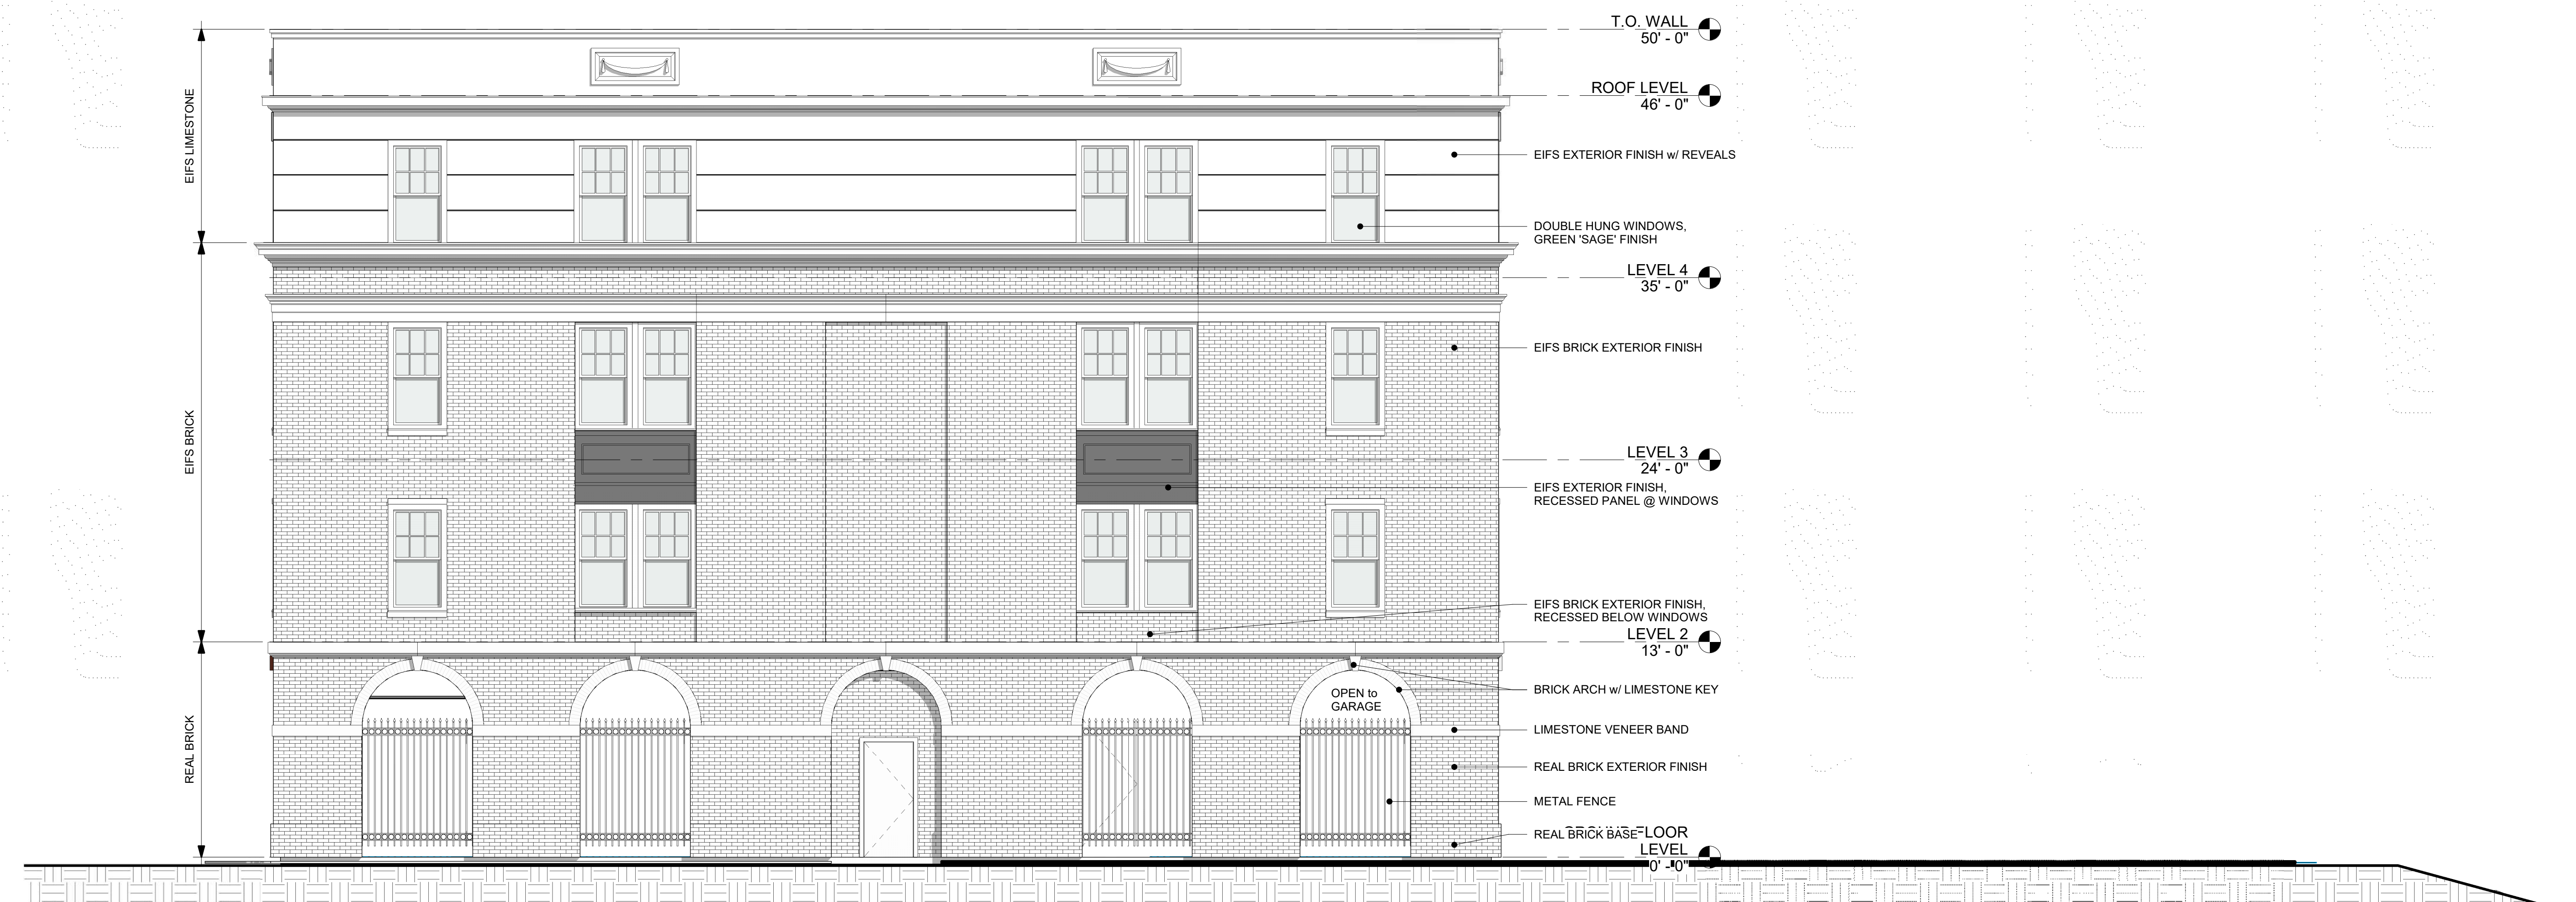 T.O. WALL
50' - 0"
ROOF LEVEL
46' - 0"
EIFS LIMESTONE
EIFS EXTERIOR FINISH w/ REVEALS
DOUBLE HUNG WINDOWS,
GREEN 'SAGE' FINISH
LEVEL 4
35' - 0"
EIFS BRICK EXTERIOR FINISH
EIFS BRICK
LEVEL 3
24' - 0"
EIFS EXTERIOR FINISH,
RECESSED PANEL @ WINDOWS
EIFS BRICK EXTERIOR FINISH,
RECESSED BELOW WINDOWS
LEVEL 2
13' - 0"
BRICK ARCH w/ LIMESTONE KEY
OPEN to
GARAGE
LIMESTONE VENEER BAND
REAL BRICK
REAL BRICK EXTERIOR FINISH
METAL FENCE
REAL BRICK BASE
GROUND FLOOR
LEVEL
0' - 0"